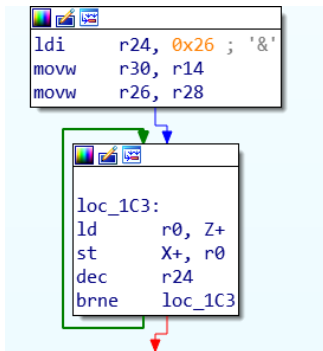 ldi r24, 0x26 ; '&'
movw r30, r14
movw r26, r28
loc_1C3:
ld r0, Z+
st X+, r0
dec r24
brne loc_1C3